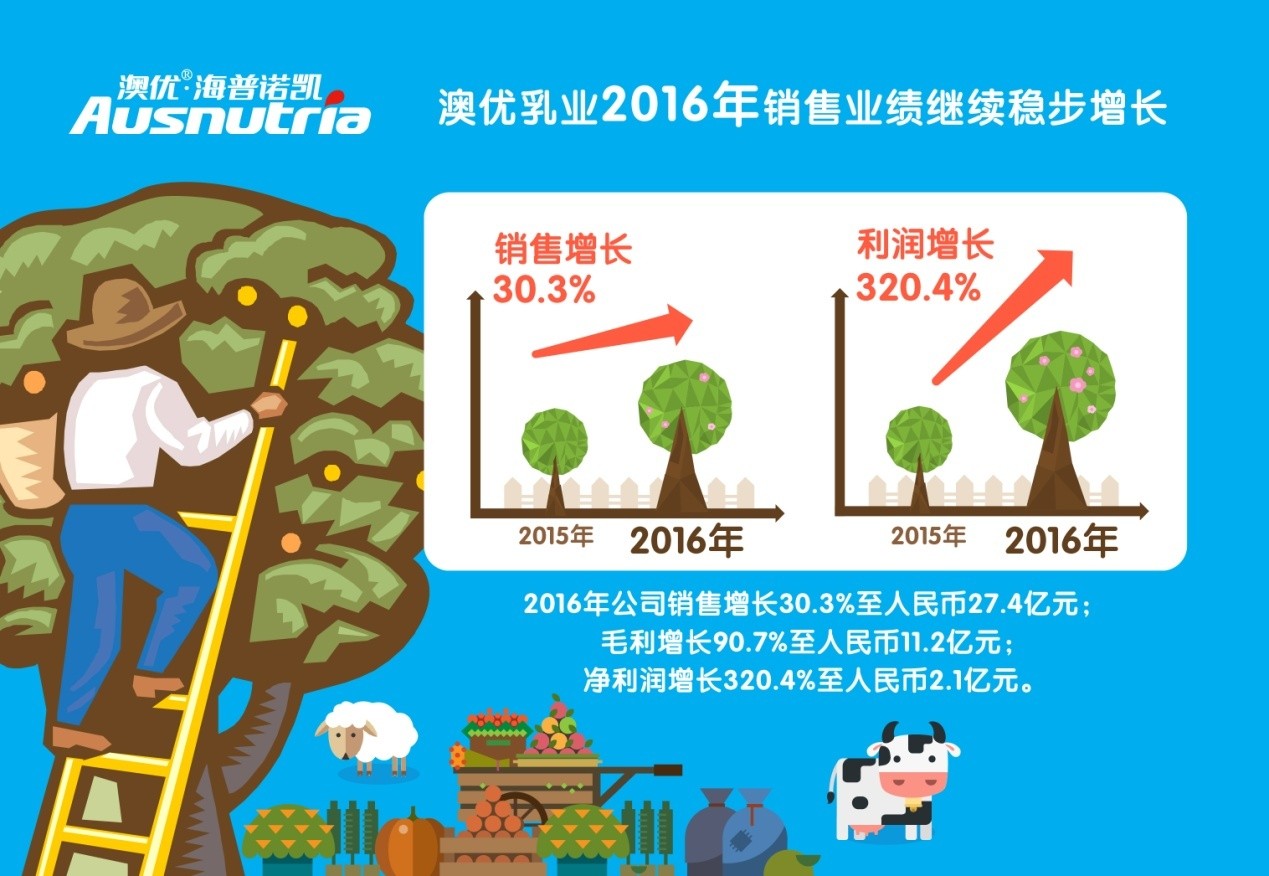 澳优®·海普诺凯
Ausnutria
澳优乳业2016年销售业绩继续稳步增长
销售增长
30.3%
2015年
2016年
利润增长
320.4%
2015年
2016年
2016年公司销售增长30.3%至人民币27.4亿元；
毛利增长90.7%至人民币11.2亿元；
净利润增长320.4%至人民币2.1亿元。